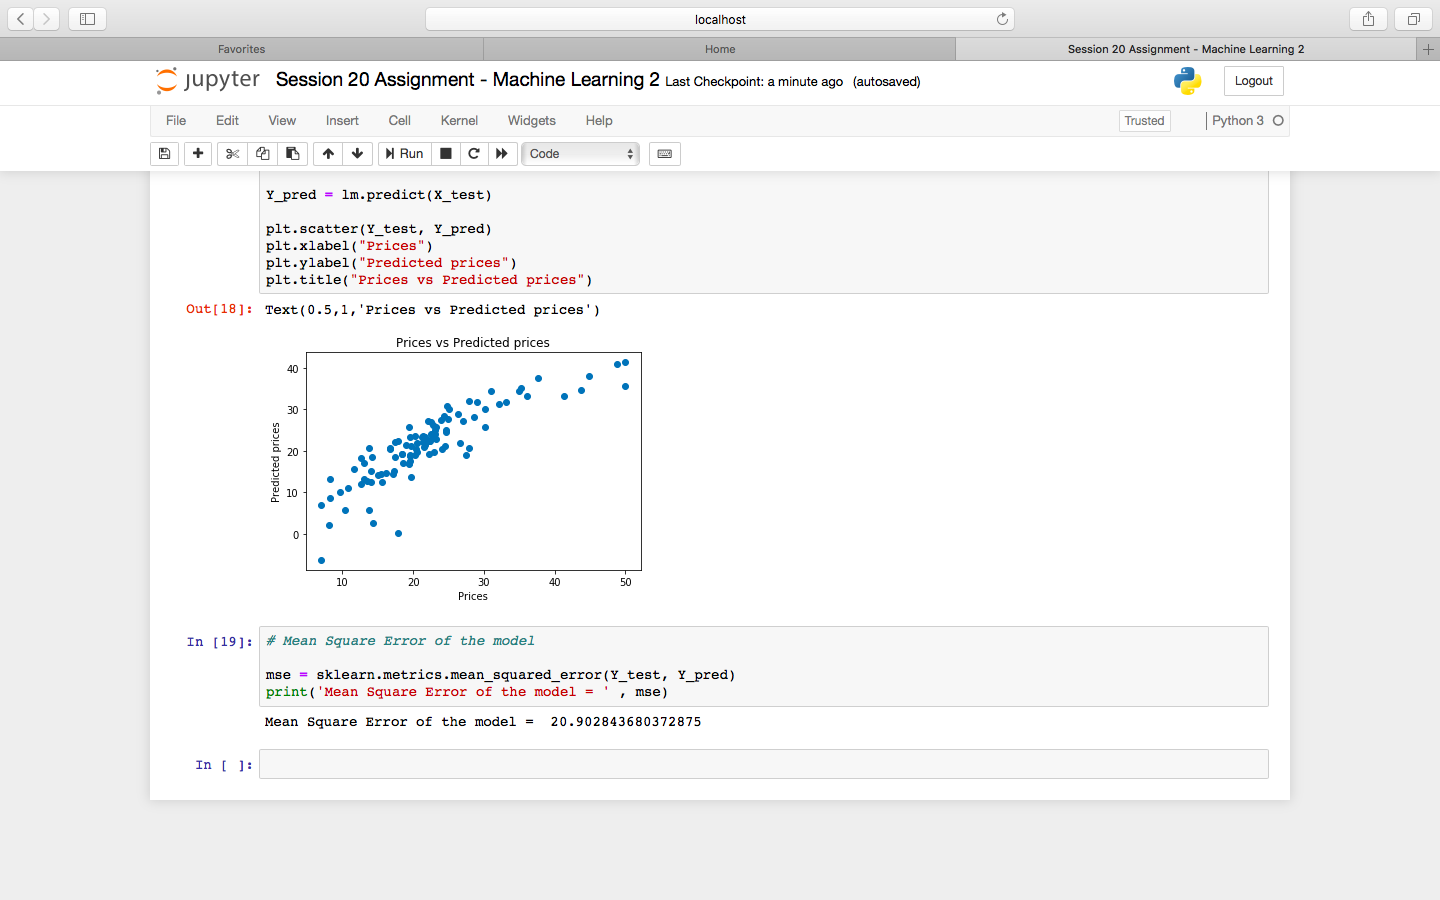 localhost
Favorites
Home
Session 20 Assignment - Machine Learning 2
jupyter Session 20 Assignment - Machine Learning 2 Last Checkpoint: a minute ago (autosaved)
Logout
File Edit View Insert Cell Kernel Widgets Help
Trusted
Python 3
Run
Code
Y_pred = lm.predict(X_test)
plt.scatter(Y_test, Y_pred)
plt.xlabel("Prices")
plt.ylabel("Predicted prices")
plt.title("Prices vs Predicted prices")
Out[18]: Text(0.5,1,'Prices vs Predicted prices')
Prices vs Predicted prices
Predicted prices
40
30
20
10
0
10 20 30 40 50
Prices
In [19]: # Mean Square Error of the model
mse = sklearn.metrics.mean_squared_error(Y_test, Y_pred)
print('Mean Square Error of the model = ' , mse)
Mean Square Error of the model =  20.902843680372875
In [ ]: